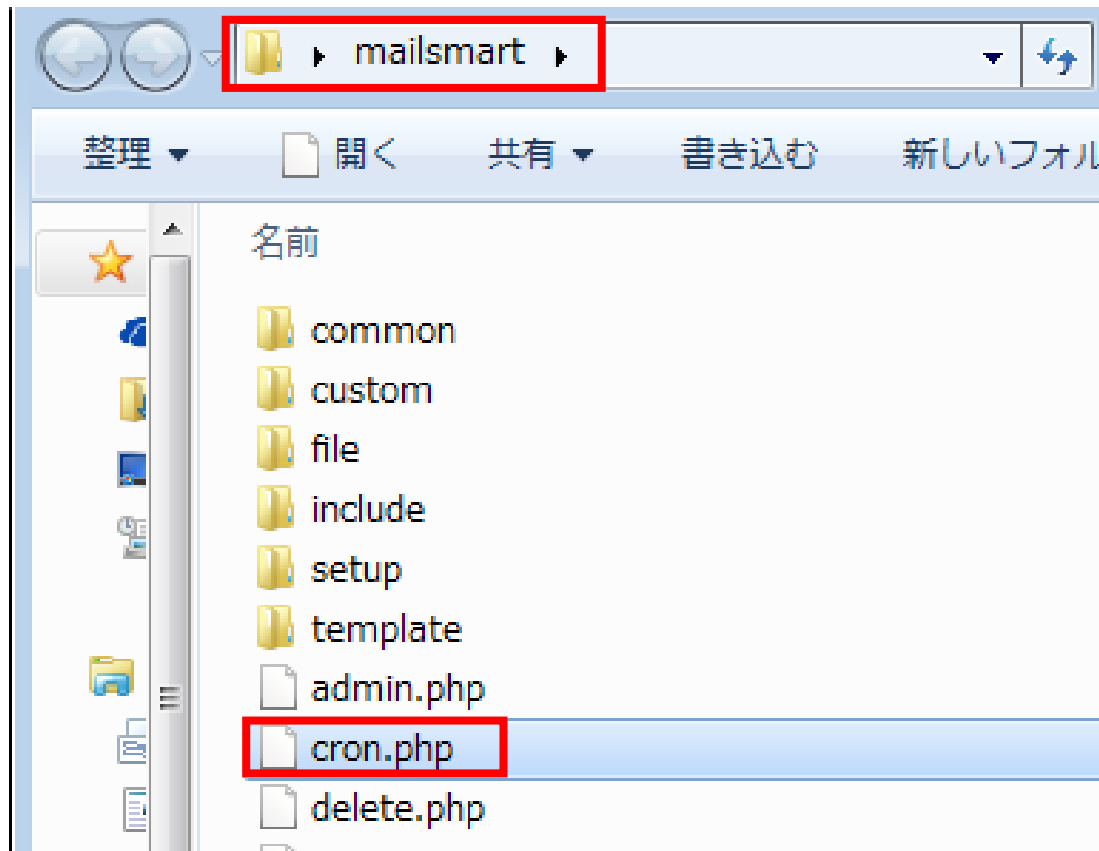 mailsmart
整理 開く 共有 書き込む 新しいフォル
名前
common
custom
file
include
setup
template
admin.php
cron.php
delete.php